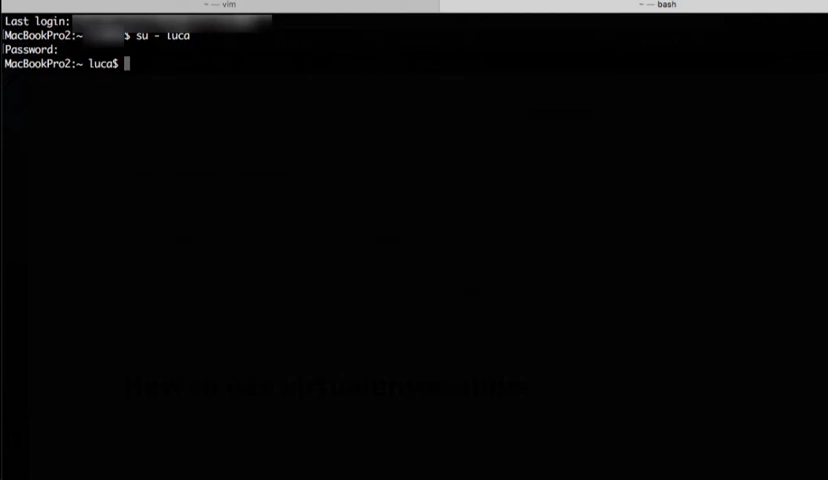 ~ — vim
~ — bash
Last login:
MacBookPro2:~ $ su - luca
Password:
MacBookPro2:~ luca$